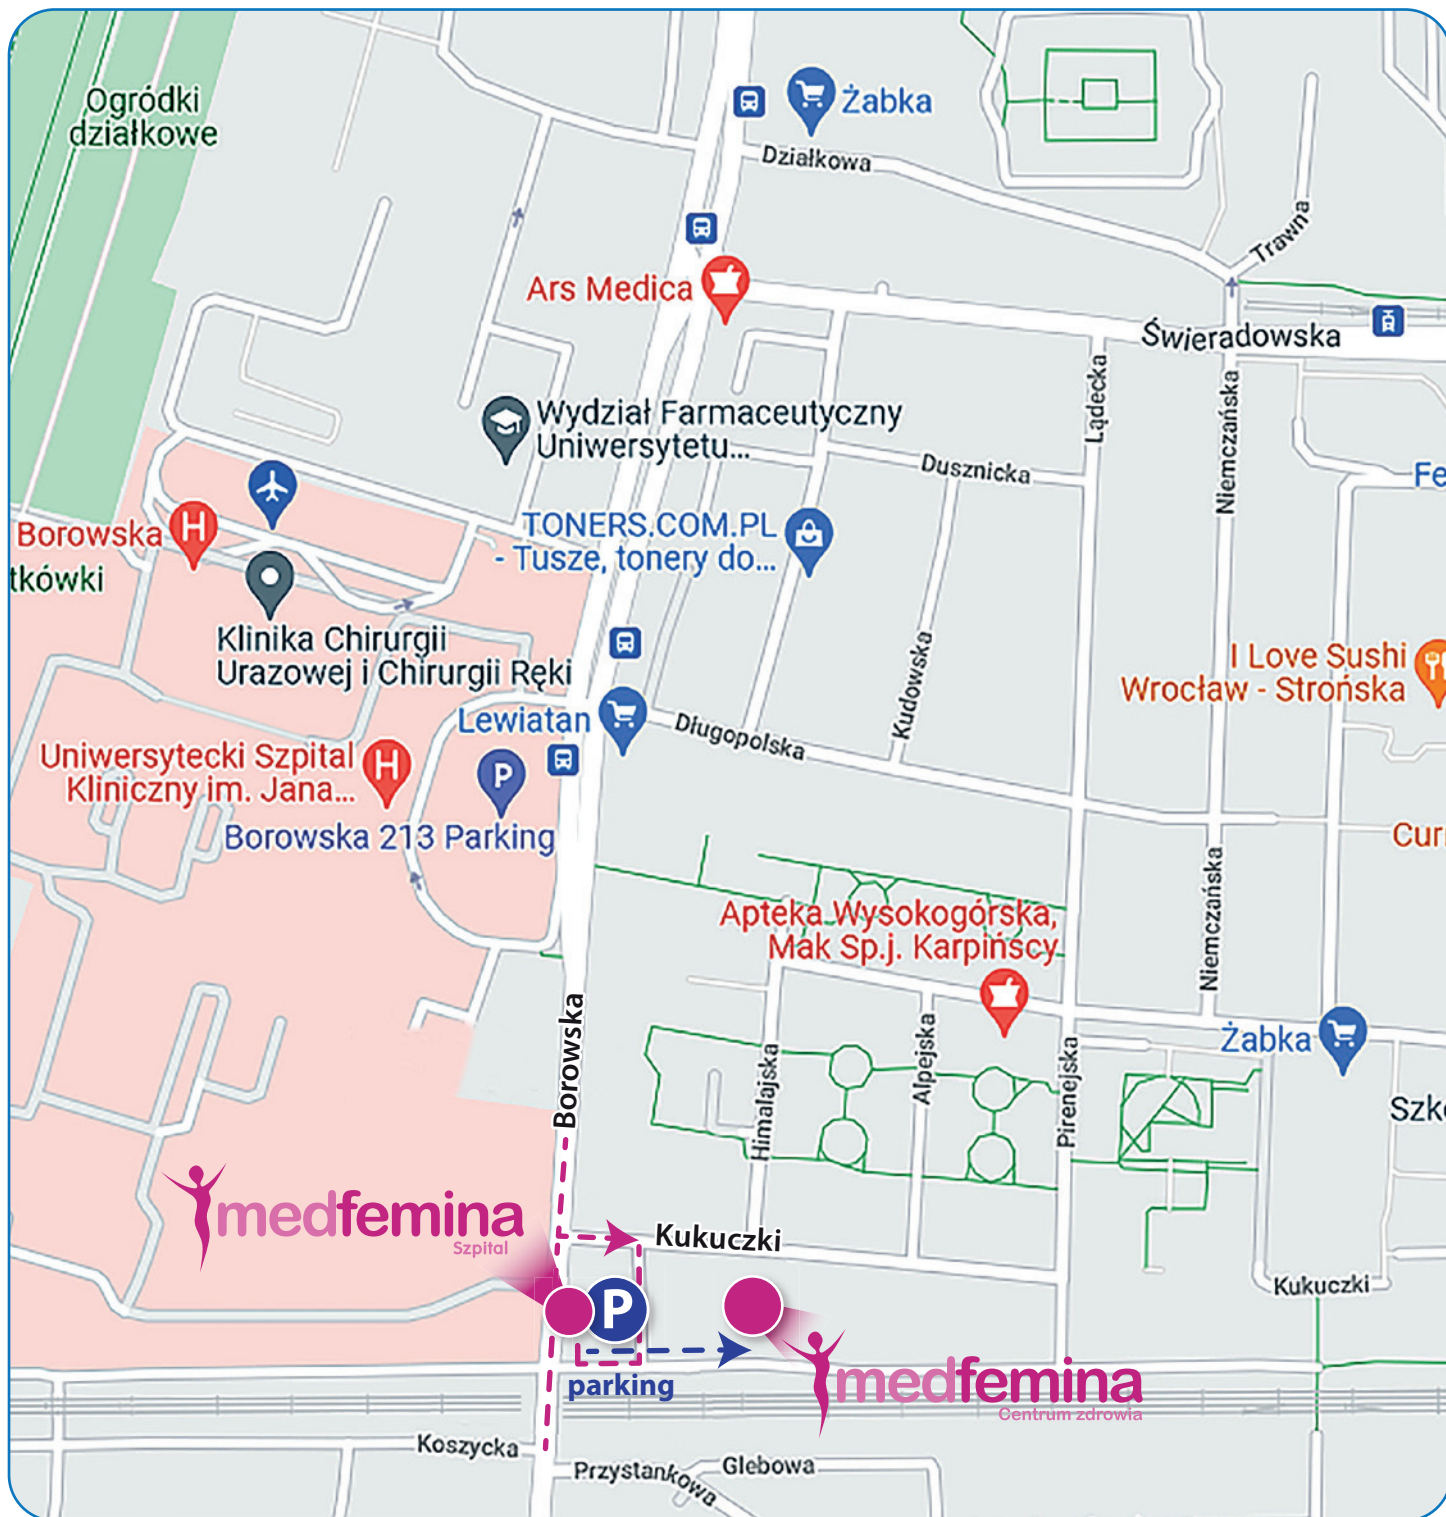 Ogródki
działkowe
Żabka
Działkowa
Trawna
Ars Medica
Świeradowska
Lądecka
Niemczańska
Wydział Farmaceutyczny
Uniwersytetu...
Dusznicka
Fe
Borowska
H
TONERS.COM.PL
- Tusze, tonery do...
tkówki
Klinika Chirurgii
Urazowej i Chirurgii Ręki
Kudowska
I Love Sushi
Wrocław - Strońska
Lewiatan
Długopolska
Uniwersytecki Szpital
Kliniczny im. Jana...
H
P
Borowska 213 Parking
Cur
Niemczańska
Apteka Wysokogórska,
Mak Sp.j. Karpińscy
Borowska
Żabka
Himalajska
Alpejska
Pirenejska
Szk
medfemina
Szpital
Kukuczki
Kukuczki
P
parking
medfemina
Centrum zdrowia
Koszycka
Przystankowa
Glebowa